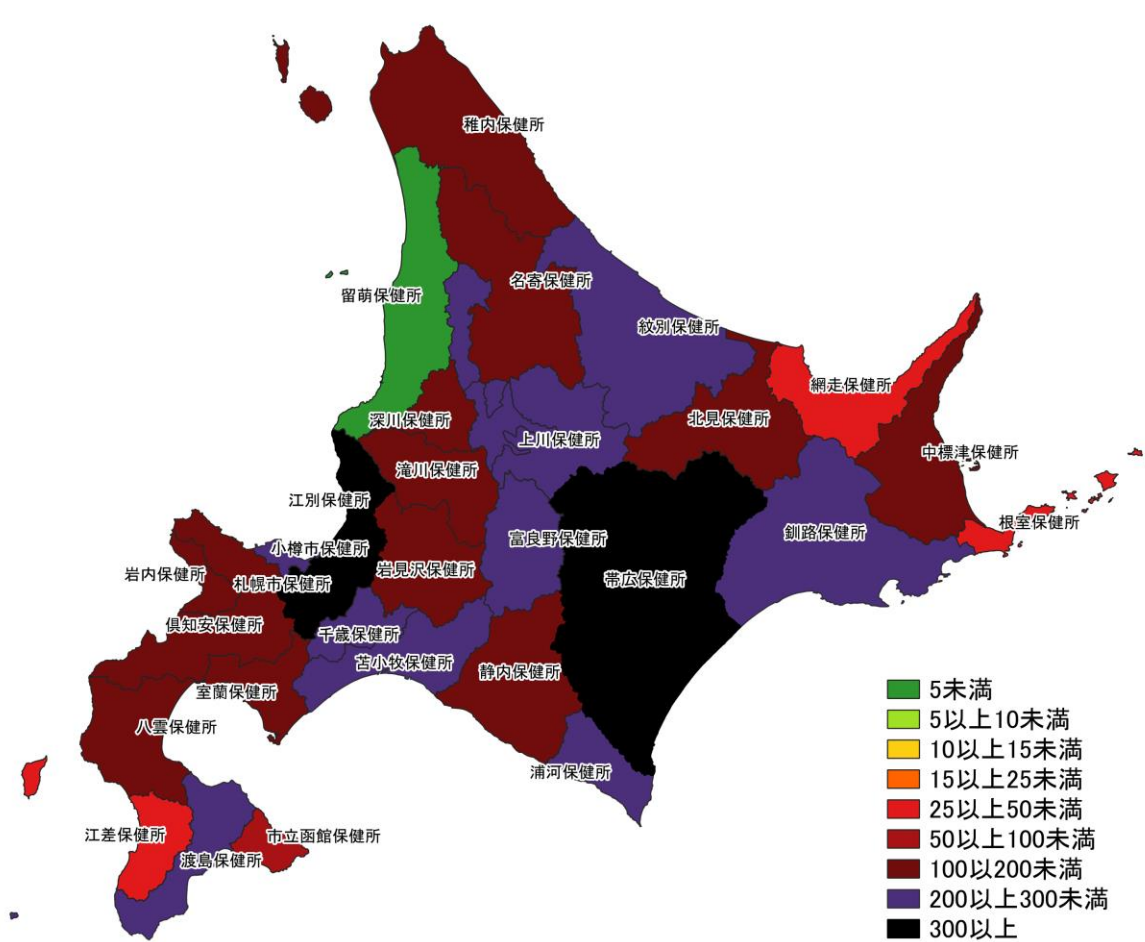 稚内保健所
名寄保健所
留萌保健所
紋別保健所
網走保健所
深川保健所
北見保健所
上川保健所
中標津保健所
滝川保健所
江別保健所
根室保健所
釧路保健所
富良野保健所
小樽市保健所
岩見沢保健所
岩内保健所
札幌市保健所
帯広保健所
倶知安保健所
千歳保健所
苫小牧保健所
静内保健所
室蘭保健所
八雲保健所
浦河保健所
江差保健所
市立函館保健所
渡島保健所
5未満
5以上10未満
10以上15未満
15以上25未満
25以上50未満
50以上100未満
100以200未満
200以上300未満
300以上